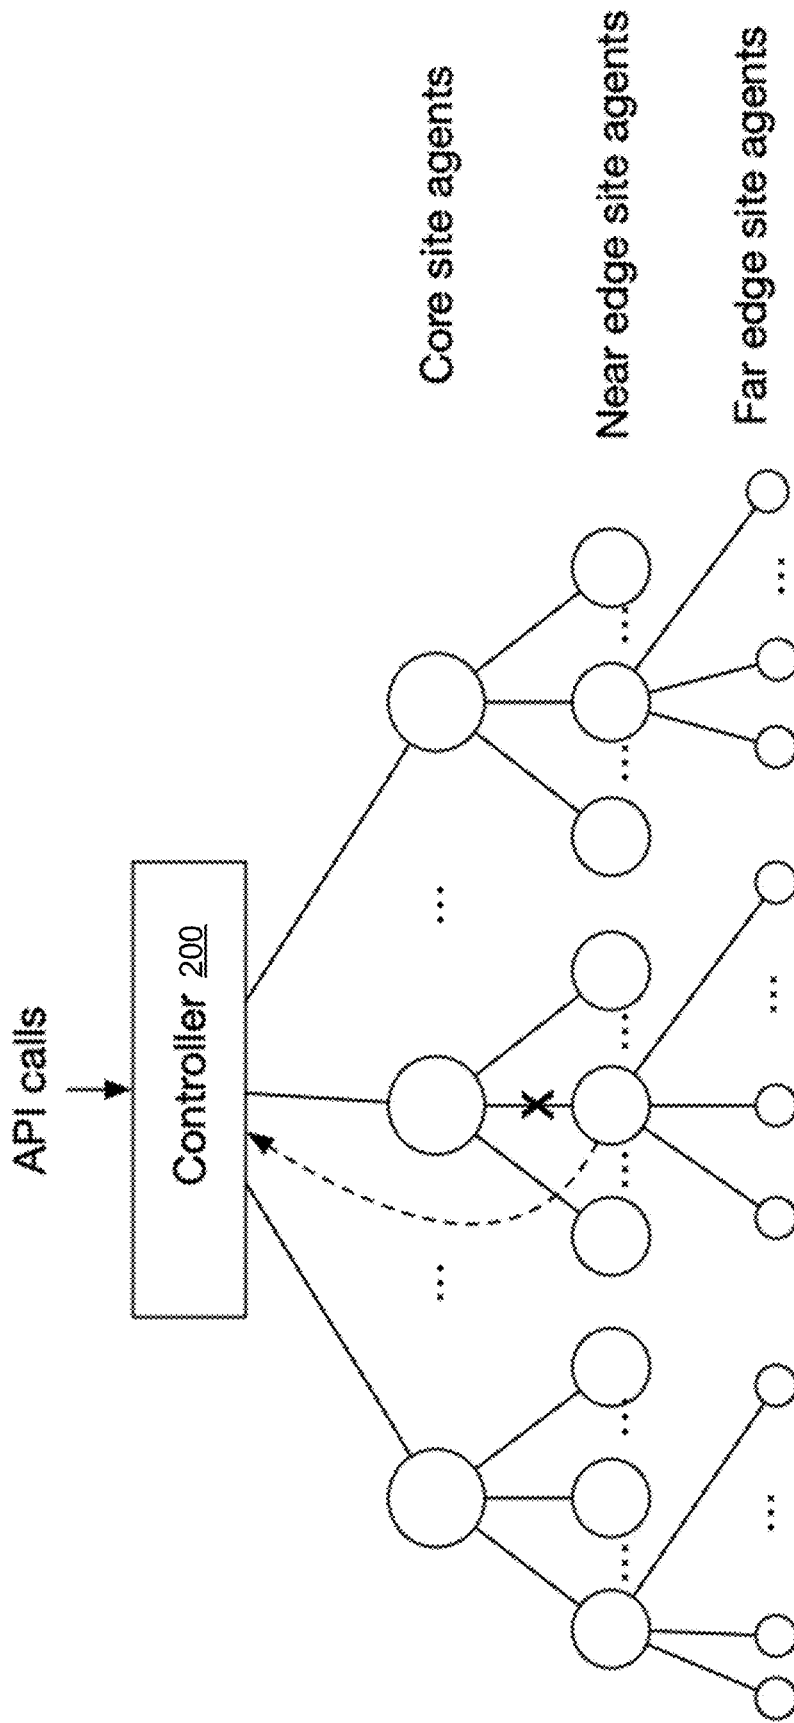 API calls
Controller 200
Core site agents
Near edge site agents
Far edge site agents